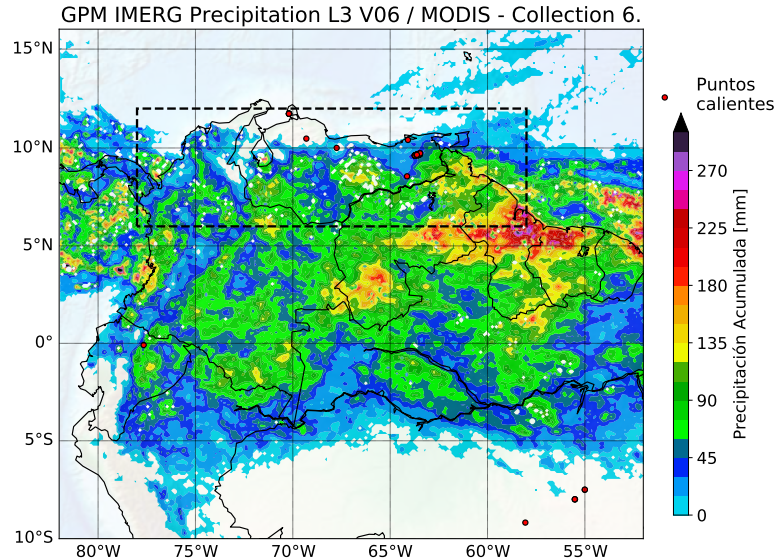 GPM IMERG Precipitation L3 V06 / MODIS - Collection 6.
15°N
10°N
5°N
0°
5°S
10°S
80°W
75°W
70°W
65°W
60°W
55°W
Puntos
calientes
270
225
180
135
90
45
0
Precipitación Acumulada [mm]